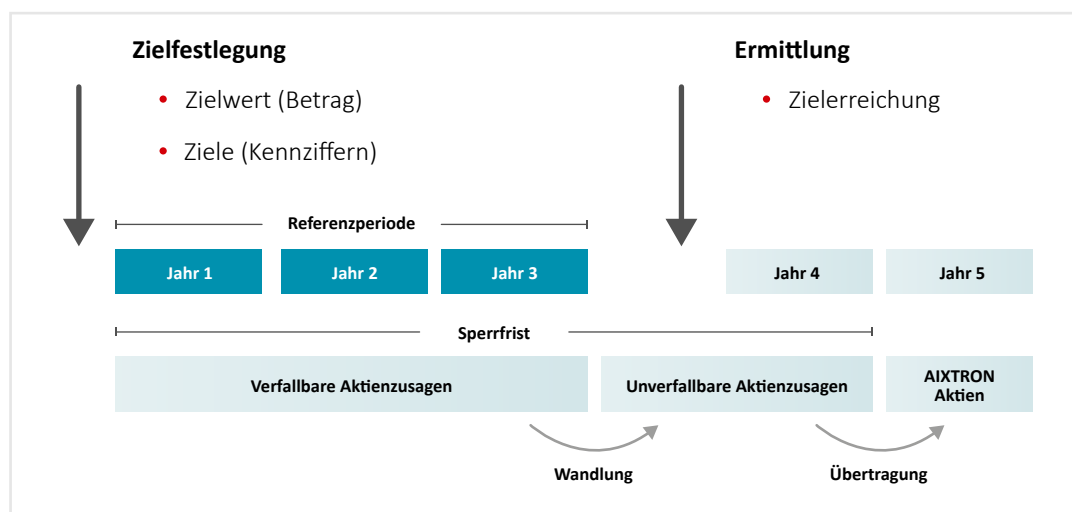 Zielfestlegung
• Zielwert (Betrag)
• Ziele (Kennziffern)
Ermittlung
• Zielerreichung
Referenzperiode
Jahr 1
Jahr 2
Jahr 3
Jahr 4
Jahr 5
Sperrfrist
Verfallbare Aktienzusagen
Unverfallbare Aktienzusagen
AIXTRON
Aktien
Wandlung
Übertragung